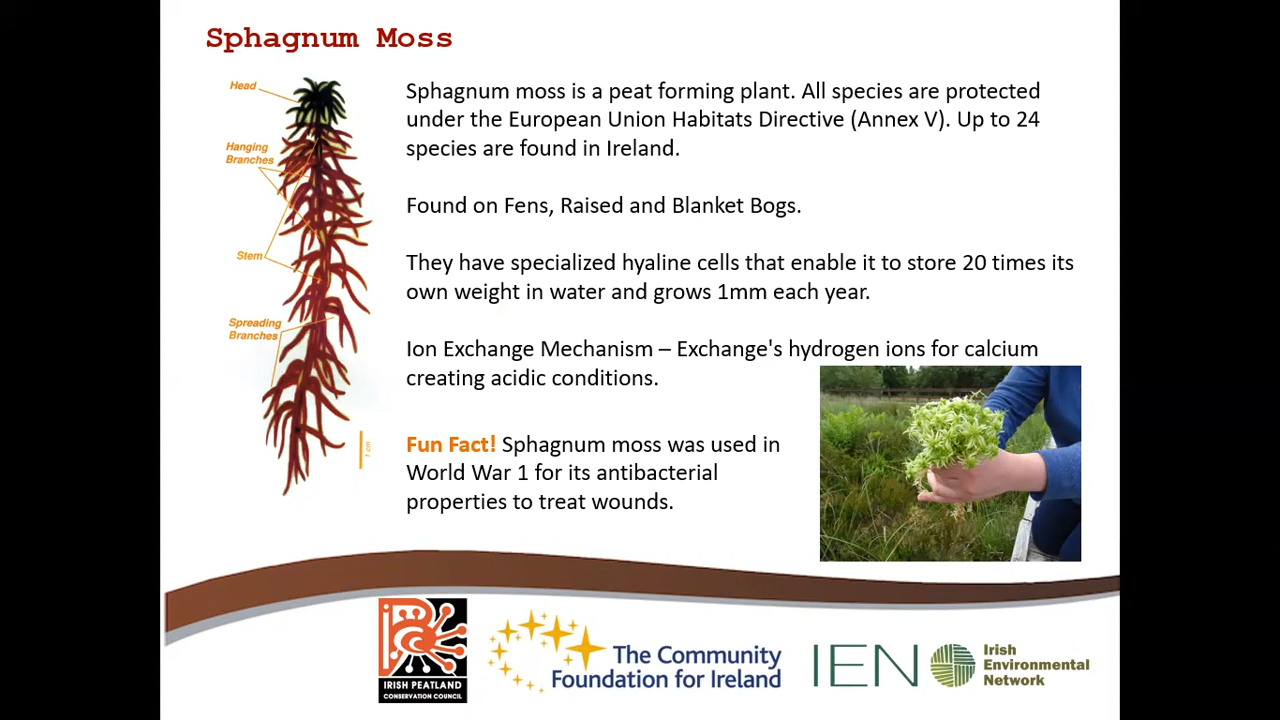 Sphagnum Moss
Head
Hanging
Branches
Stem
Spreading
Branches
1 cm
Sphagnum moss is a peat forming plant. All species are protected
under the European Union Habitats Directive (Annex V). Up to 24
species are found in Ireland.
Found on Fens, Raised and Blanket Bogs.
They have specialized hyaline cells that enable it to store 20 times its
own weight in water and grows 1mm each year.
Ion Exchange Mechanism – Exchange's hydrogen ions for calcium
creating acidic conditions.
Fun Fact! Sphagnum moss was used in
World War 1 for its antibacterial
properties to treat wounds.
IPCC
IRISH PEATLAND
CONSERVATION COUNCIL
The Community
Foundation for Ireland
IEN
Irish
Environmental
Network